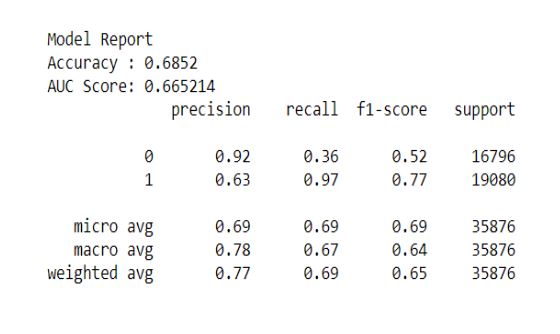 Model Report
Accuracy : 0.6852
AUC Score: 0.665214
precision recall f1-score support
0 0.92 0.36 0.52 16796
1 0.63 0.97 0.77 19080
micro avg 0.69 0.69 0.69 35876
macro avg 0.78 0.67 0.64 35876
weighted avg 0.77 0.69 0.65 35876